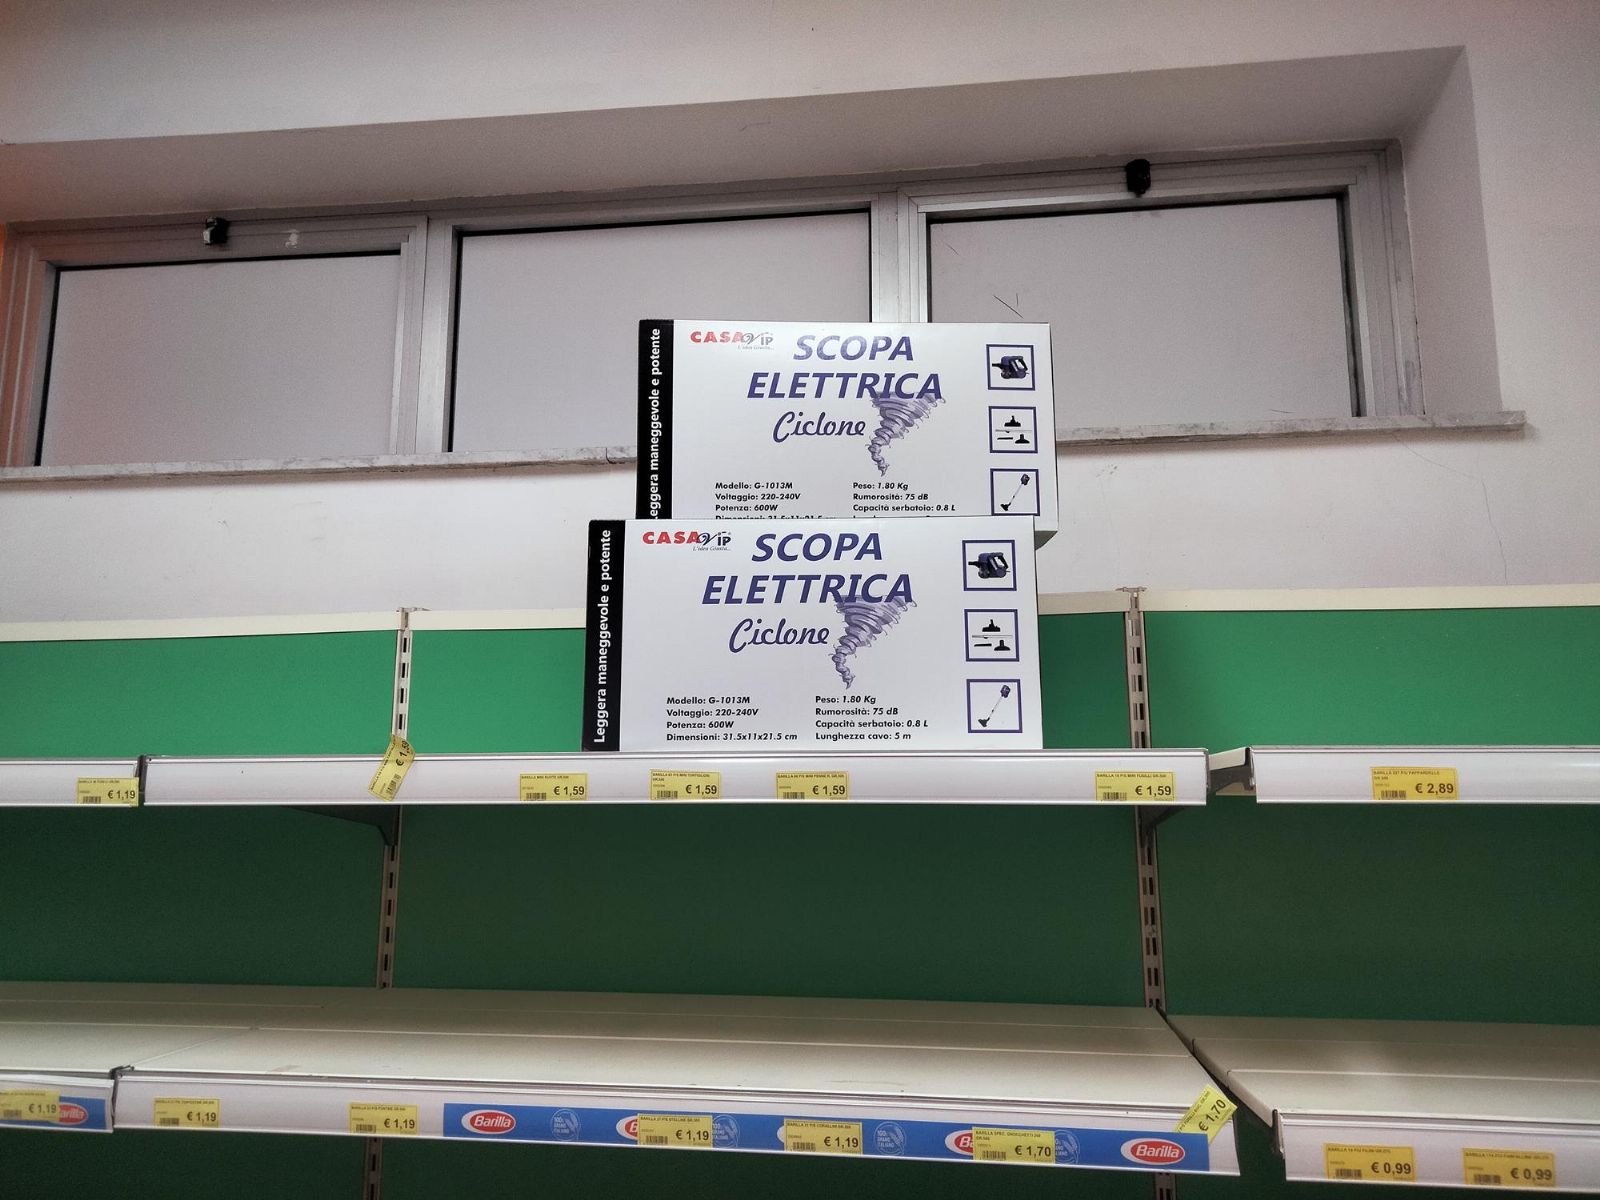 Leggera maneggevole e potente
CASA VIP
L'idea Giusta...
SCOPA
ELETTRICA
Ciclone
Modello: G-1013M
Voltaggio: 220-240V
Potenza: 600W
Peso: 1.80 Kg
Rumorosità: 75 dB
Capacità serbatoio: 0.8 L
Leggera maneggevole e potente
CASA VIP
L'idea Giusta...
SCOPA
ELETTRICA
Ciclone
Modello: G-1013M
Voltaggio: 220-240V
Potenza: 600W
Dimensioni: 31.5x11x21.5 cm
Peso: 1.80 Kg
Rumorosità: 75 dB
Capacità serbatoio: 0.8 L
Lunghezza cavo: 5 m
€ 1,19
€ 1,59
€ 1,59
€ 1,59
€ 1,59
€ 1,59
€ 2,89
€ 1,19
Barilla
€ 1,19
€ 1,19
Barilla
€ 1,19
€ 1,19
€ 1,70
Barilla
€ 1,70
€ 0,99
€ 0,99